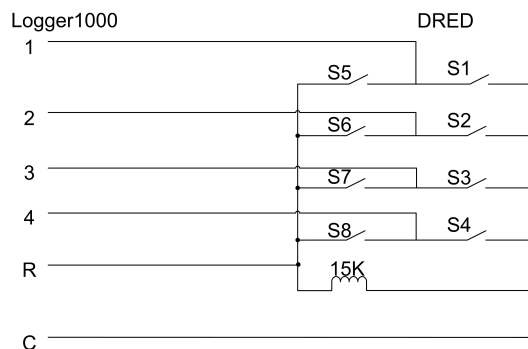 Logger1000 DRED
1
S5 S1
2
S6 S2
3
S7 S3
4
S8 S4
R
15K
C